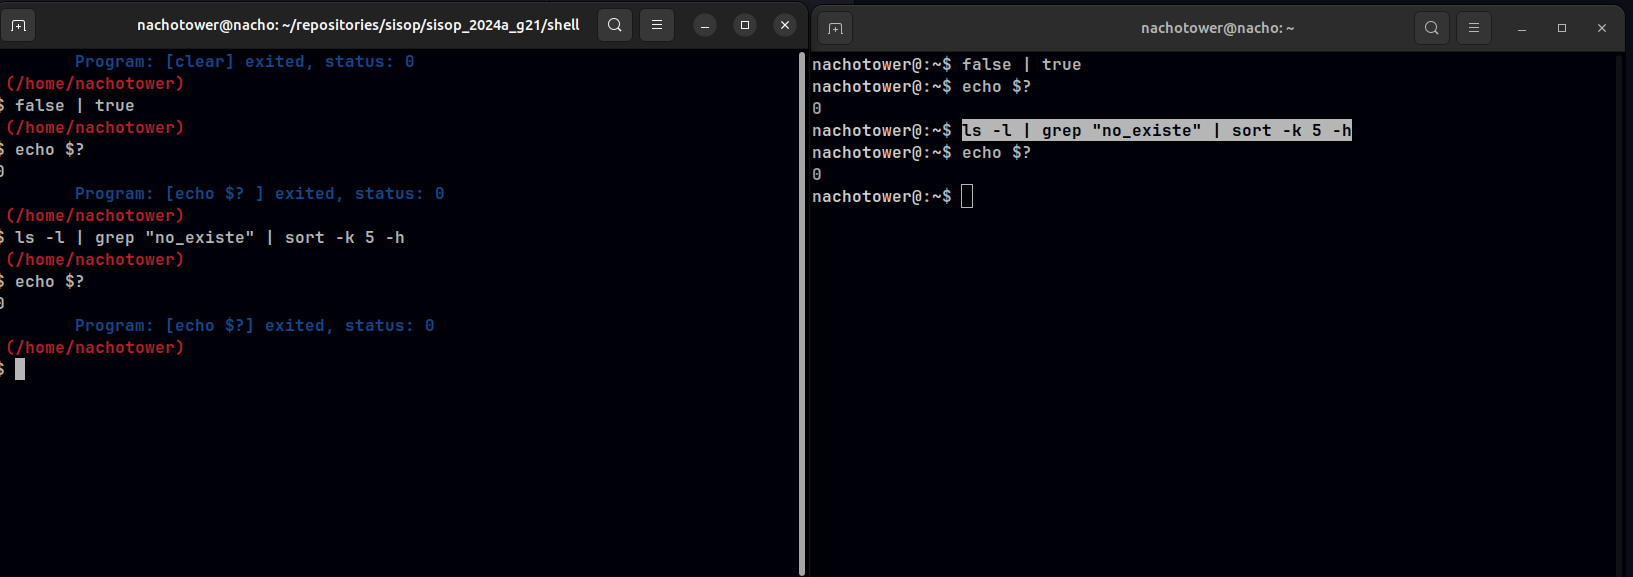 nachotower@nacho: ~/repositories/sisop/sisop_2024a_g21/shell
Program: [clear] exited, status: 0
(/home/nachotower)
$ false | true
(/home/nachotower)
$ echo $?
0
Program: [echo $? ] exited, status: 0
(/home/nachotower)
$ ls -l | grep "no_existe" | sort -k 5 -h
(/home/nachotower)
$ echo $?
0
Program: [echo $?] exited, status: 0
(/home/nachotower)
$
nachotower@nacho: ~
nachotower@:~$ false | true
nachotower@:~$ echo $?
0
nachotower@:~$ ls -l | grep "no_existe" | sort -k 5 -h
nachotower@:~$ echo $?
0
nachotower@:~$